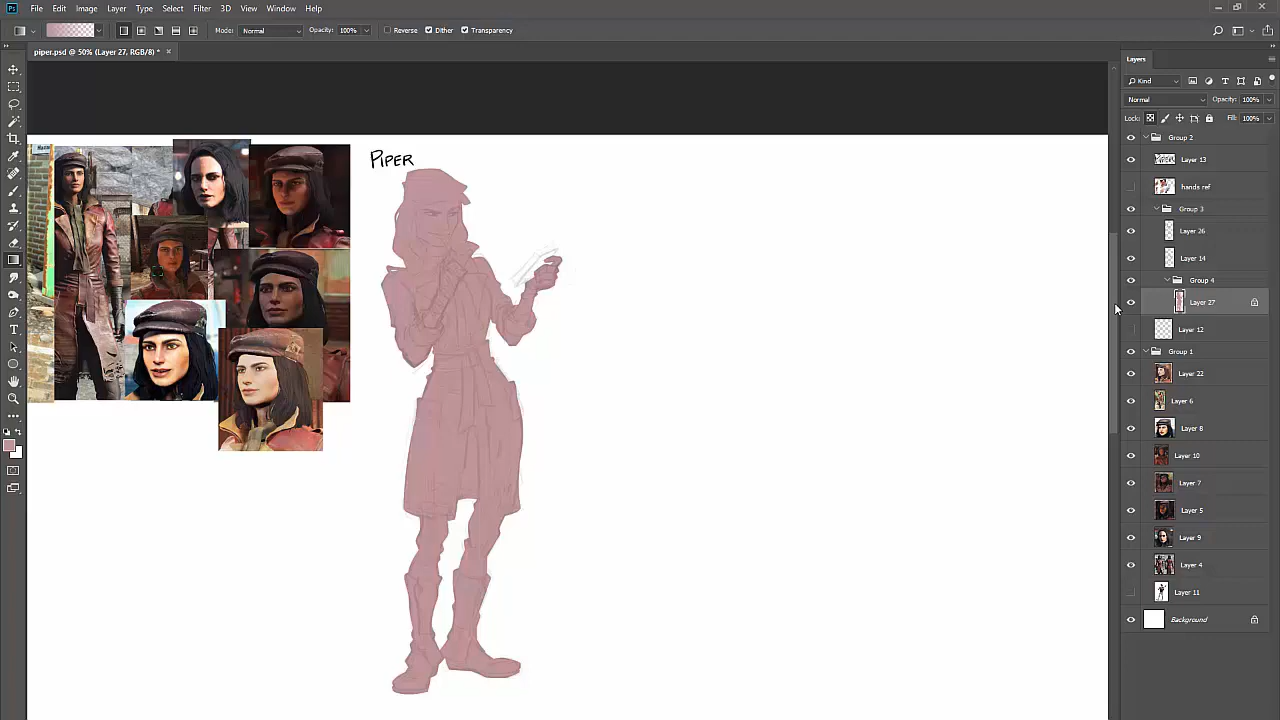 Ps File Edit Image Layer Type Select Filter 3D View Window Help
Mode: Normal Opacity: 100% Reverse Dither Transparency
piper.psd @ 50% (Layer 27, RGB/8) * ×
Layers
Kind
Normal Opacity: 100%
Lock: Fill: 100%
Group 2
Layer 13
hands ref
Group 3
Layer 26
Layer 14
Group 4
Layer 27
Layer 12
Group 1
Layer 22
Layer 6
Layer 8
Layer 10
Layer 7
Layer 5
Layer 9
Layer 4
Layer 11
Background
PIPER